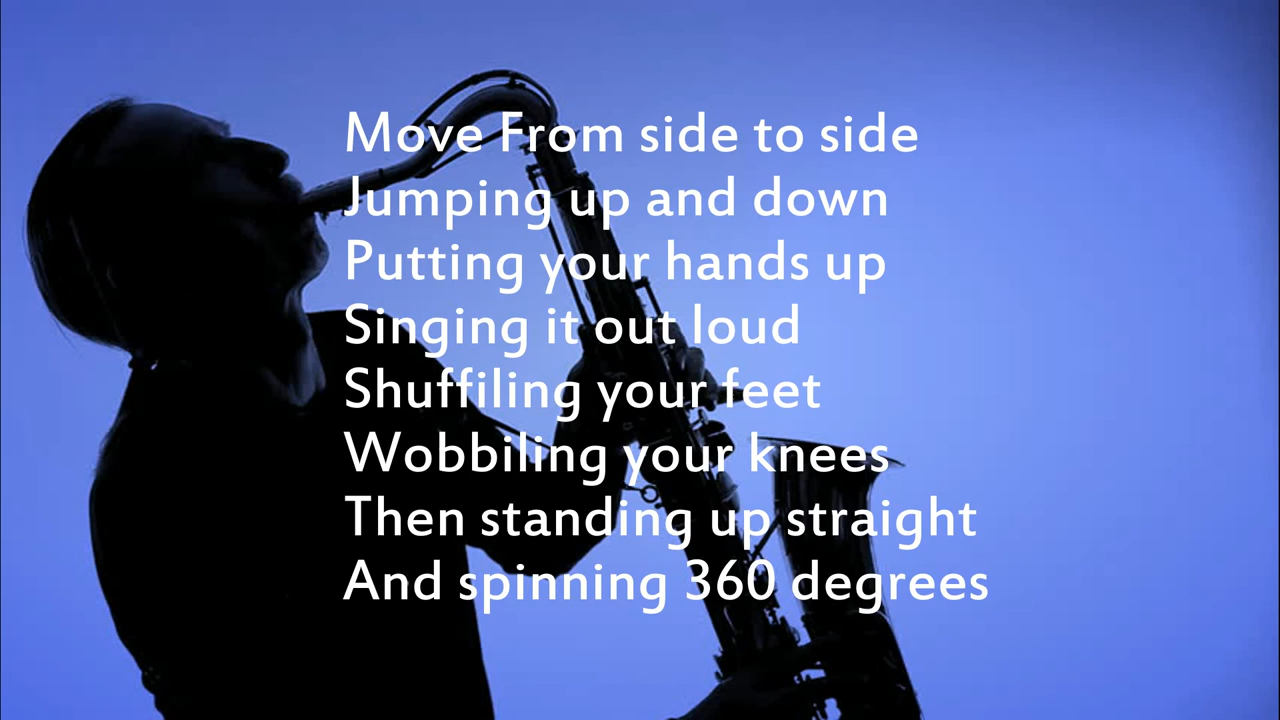 Move From side to side
Jumping up and down
Putting your hands up
Singing it out loud
Shuffiling your feet
Wobbiling your knees
Then standing up straight
And spinning 360 degrees